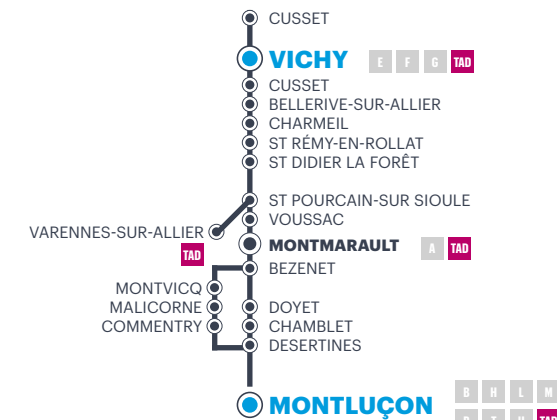 CUSSET
VICHY E F G TAD
CUSSET
BELLERIVE-SUR-ALLIER
CHARMEIL
ST RÉMY-EN-ROLLAT
ST DIDIER LA FORÊT
ST POURCAIN-SUR SIOULE
VOUSSAC
VARENNES-SUR-ALLIER
TAD
MONTMARAULT A TAD
BEZENET
MONTVICQ
MALICORNE
COMMENTRY
DOYET
CHAMBLET
DESERTINES
MONTLUÇON
B H L M